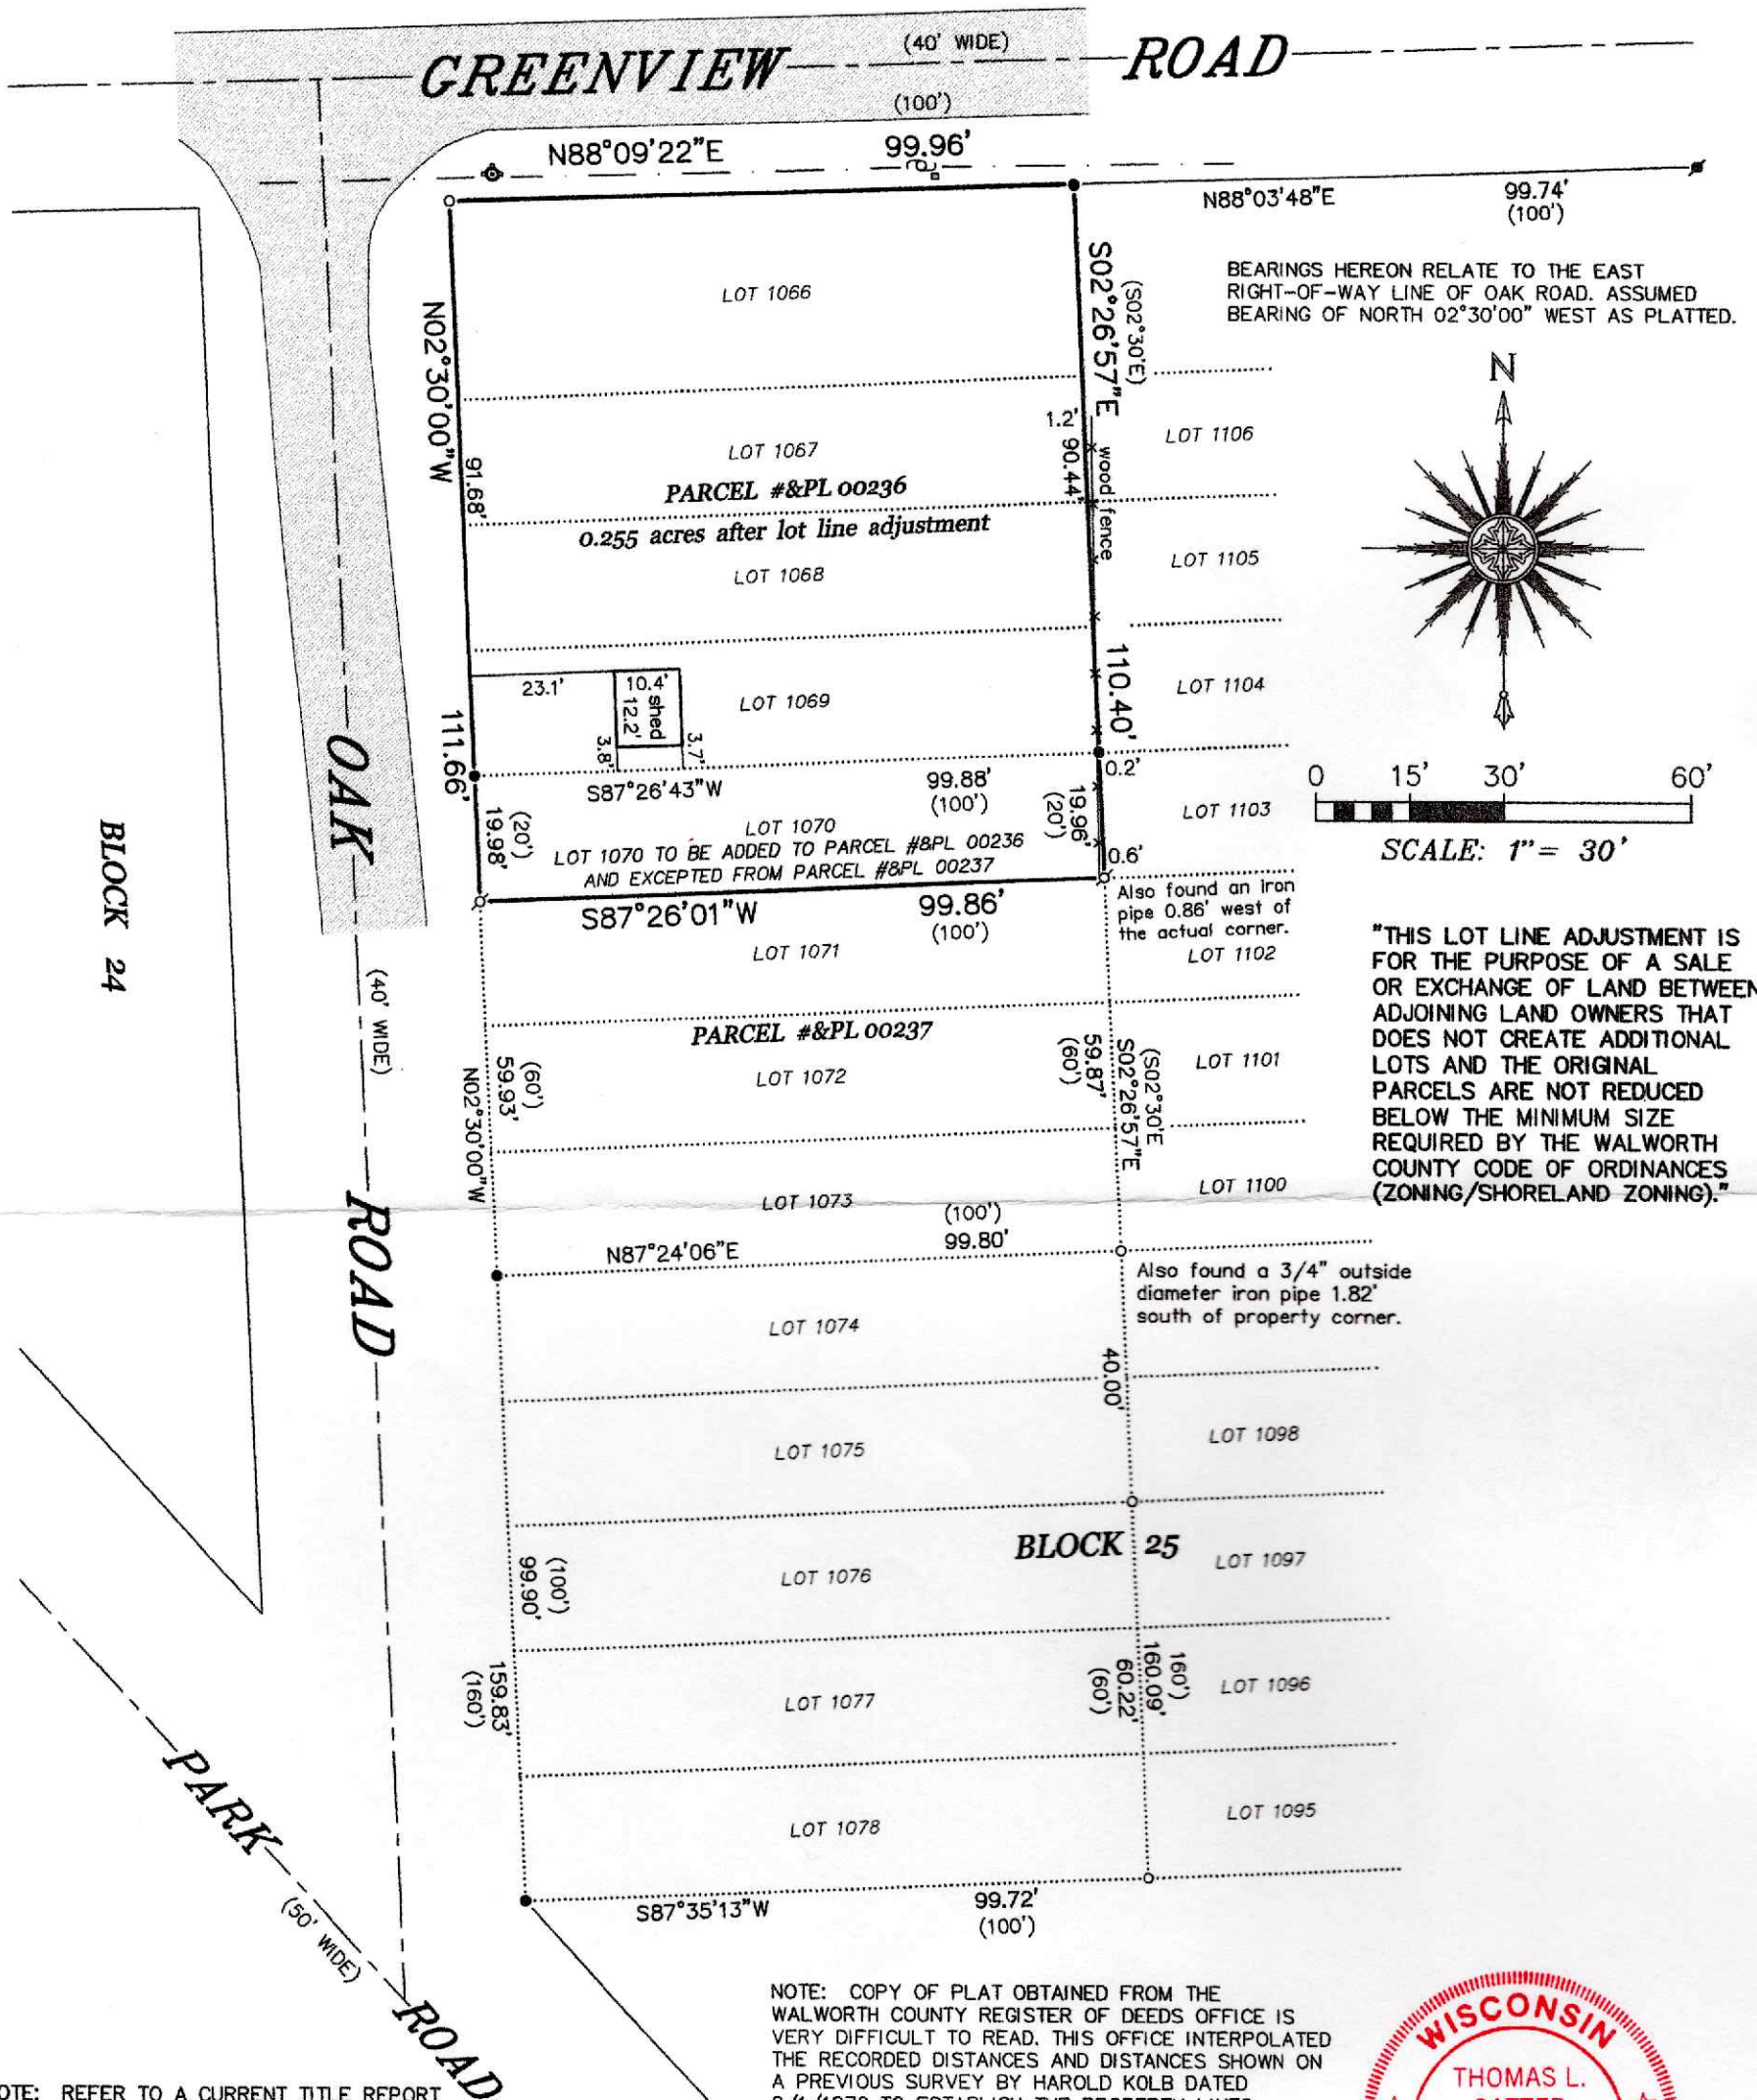 GREENVIEW (40' WIDE) ROAD
(100')
N88°09'22"E 99.96'
N88°03'48"E 99.74'
(100')
BEARINGS HEREON RELATE TO THE EAST
RIGHT-OF-WAY LINE OF OAK ROAD. ASSUMED
BEARING OF NORTH 02°30'00" WEST AS PLATTED.
N02°30'00"W
91.68'
111.66'
LOT 1066
S02°26'57"E
(S02°30'E)
N
LOT 1067
1.2'
90.44'
wood fence
LOT 1106
PARCEL #&PL 00236
0.255 acres after lot line adjustment
LOT 1105
LOT 1068
110.40'
LOT 1104
23.1'
10.4'
shed
12.2'
3.8'
3.7'
LOT 1069
OAK
S87°26'43"W 99.88'
(100')
0.2'
19.96'
(20')
LOT 1103
0 15' 30' 60'
SCALE: 1"= 30'
(20')
19.98'
LOT 1070
LOT 1070 TO BE ADDED TO PARCEL #&PL 00236
AND EXCEPTED FROM PARCEL #&PL 00237
0.6'
BLOCK 24
S87°26'01"W 99.86'
(100')
Also found an iron
pipe 0.86' west of
the actual corner.
LOT 1071
LOT 1102
"THIS LOT LINE ADJUSTMENT IS
FOR THE PURPOSE OF A SALE
OR EXCHANGE OF LAND BETWEEN
ADJOINING LAND OWNERS THAT
DOES NOT CREATE ADDITIONAL
LOTS AND THE ORIGINAL
PARCELS ARE NOT REDUCED
BELOW THE MINIMUM SIZE
REQUIRED BY THE WALWORTH
COUNTY CODE OF ORDINANCES
(ZONING/SHORELAND ZONING)."
(40' WIDE)
PARCEL #&PL 00237
(60')
59.93'
N02°30'00"W
LOT 1072
59.87'
(60')
S02°26'57"E
(S02°30'E
LOT 1101
LOT 1073
LOT 1100
ROAD
(100')
N87°24'06"E 99.80'
Also found a 3/4" outside
diameter iron pipe 1.82'
south of property corner.
LOT 1074
40.00'
LOT 1075
LOT 1098
BLOCK 25
(100')
99.90'
LOT 1076
LOT 1097
159.83'
(160')
LOT 1077
160')
160.09'
60.22'
(60')
LOT 1096
LOT 1078
LOT 1095
PARK
(50' WIDE)
ROAD
S87°35'13"W 99.72'
(100')
NOTE: COPY OF PLAT OBTAINED FROM THE
WALWORTH COUNTY REGISTER OF DEEDS OFFICE IS
VERY DIFFICULT TO READ. THIS OFFICE INTERPOLATED
THE RECORDED DISTANCES AND DISTANCES SHOWN ON
A PREVIOUS SURVEY BY HAROLD KOLB DATED
WISCONSIN
THOMAS L.
OTE: REFER TO A CURRENT TITLE REPORT